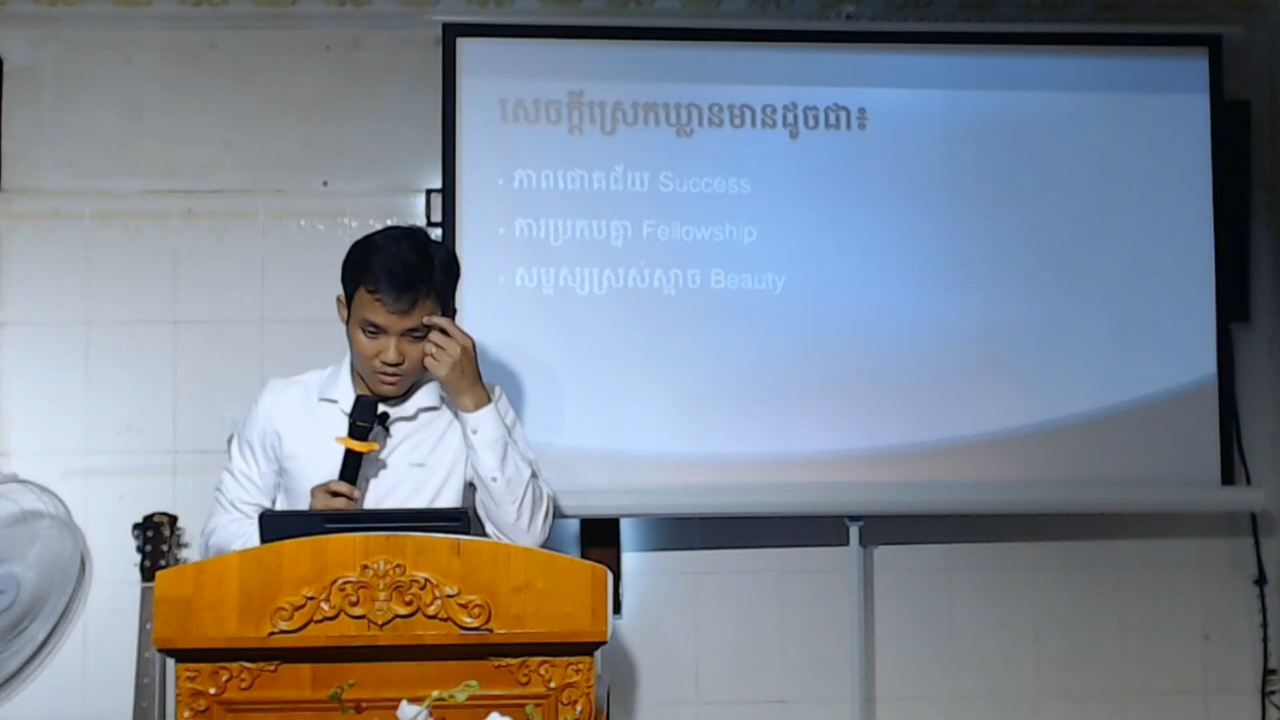 សេចក្ដីស្រេកឃ្លានមានដូចជា៖
• ភាពជោគជ័យ Success
• ការប្រកបគ្នា Fellowship
• សម្ផស្សស្រស់ស្អាច Beauty